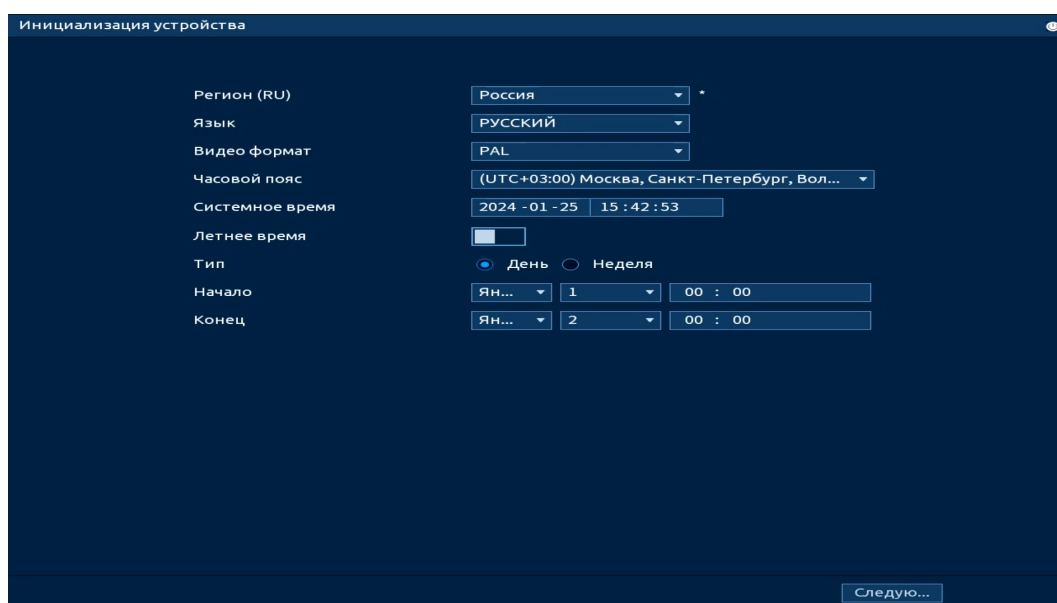 Инициализация устройства
Регион (RU) Россия *
Язык РУССКИЙ
Видео формат PAL
Часовой пояс (UTC+03:00) Москва, Санкт-Петербург, Вол...
Системное время 2024 -01 -25 15 : 42 : 53
Летнее время
Тип День Неделя
Начало Ян... 1 00 : 00
Конец Ян... 2 00 : 00
Следую...